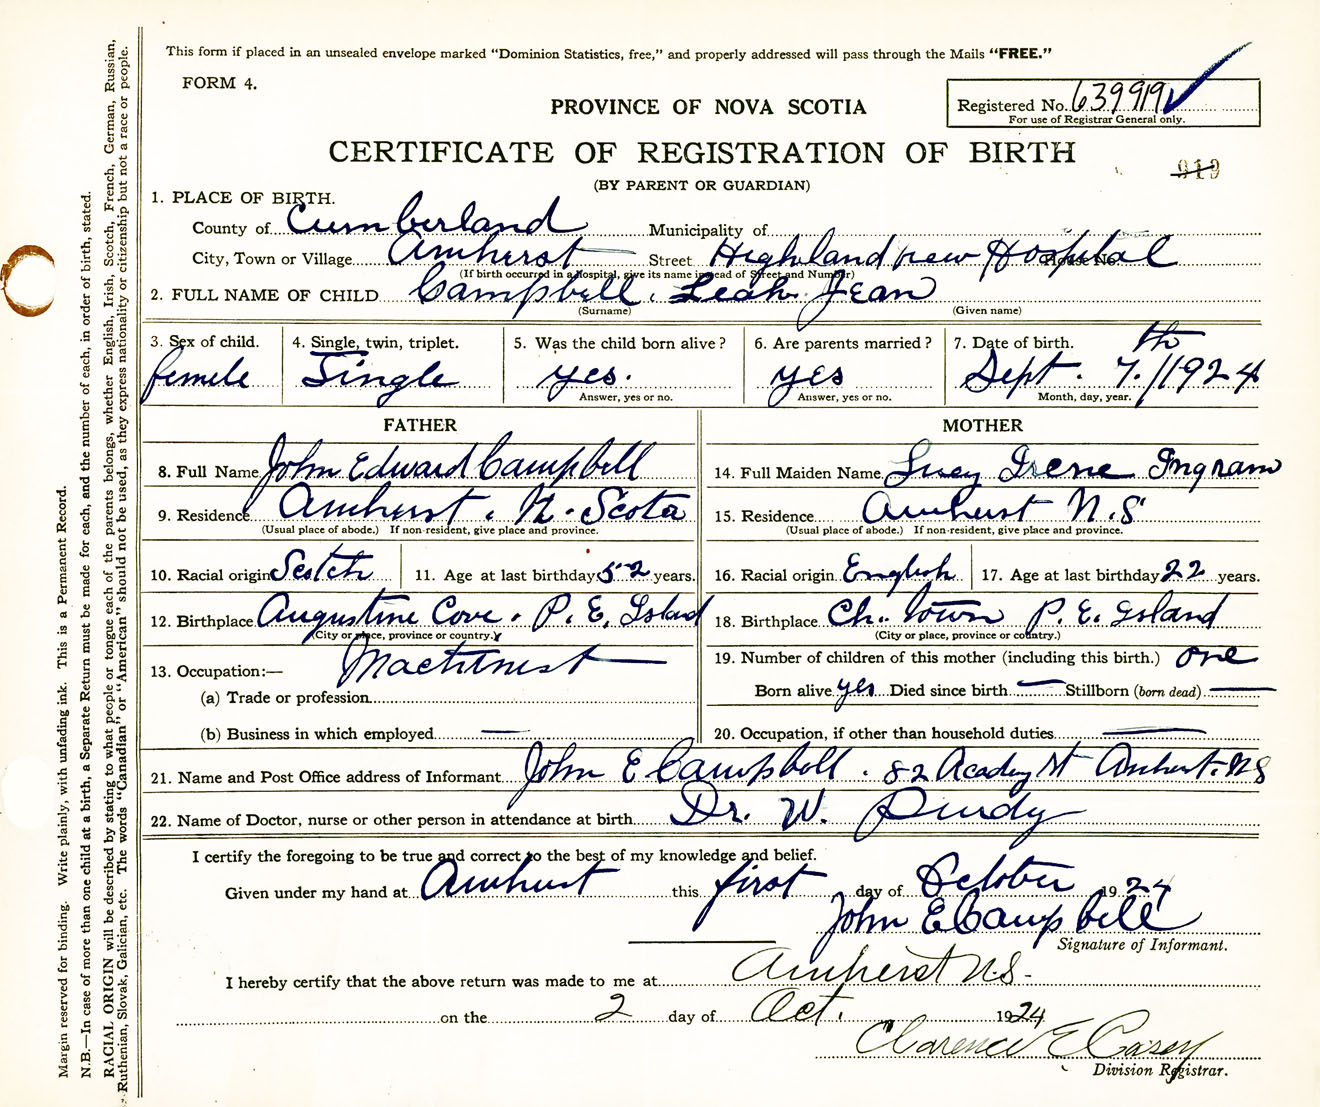 This form if placed in an unsealed envelope marked "Dominion Statistics, free," and properly addressed will pass through the Mails "FREE."
FORM 4.
PROVINCE OF NOVA SCOTIA
Registered No. 639919
For use of Registrar General only.
CERTIFICATE OF REGISTRATION OF BIRTH
919
(BY PARENT OR GUARDIAN)
1. PLACE OF BIRTH.
County of Cumberland Municipality of
City, Town or Village Amherst Street Highland view Hospital House No.
(If birth occurred in a hospital, give its name instead of Street and Number)
2. FULL NAME OF CHILD Campbell, Leah Jean
(Surname) (Given name)
3. Sex of child. 4. Single, twin, triplet. 5. Was the child born alive? 6. Are parents married? 7. Date of birth.
femele Single yes. yes Sept. 7th/1924
Answer, yes or no. Answer, yes or no. Month, day, year.
FATHER MOTHER
8. Full Name John Edward Campbell 14. Full Maiden Name Lucy Irene Ingram
9. Residence Amhurst. N. Scota 15. Residence Amhurst N.S
(Usual place of abode.) If non-resident, give place and province. (Usual place of abode.) If non-resident, give place and province.
10. Racial origin Scotch 11. Age at last birthday 52 years. 16. Racial origin English 17. Age at last birthday 22 years.
12. Birthplace Augustine Cove. P. E. Island 18. Birthplace Ch. Town P. E. Island
(City or place, province or country.) (City or place, province or country.)
13. Occupation:— 19. Number of children of this mother (including this birth.) one
(a) Trade or profession Born alive yes Died since birth — Stillborn (born dead) —
(b) Business in which employed — 20. Occupation, if other than household duties —
21. Name and Post Office address of Informant John E Campbell. 82 Acadey St Amhurst. N S
22. Name of Doctor, nurse or other person in attendance at birth Dr. W. Purdy
I certify the foregoing to be true and correct to the best of my knowledge and belief.
Given under my hand at Amhurst this first day of October 1924
John E Campbell
Signature of Informant.
I hereby certify that the above return was made to me at Amherst N.S-
on the 2 day of Oct. 1924
Clarence E Casey
Division Registrar.
Margin reserved for binding. Write plainly, with unfading ink. This is a Permanent Record.
N.B.—In case of more than one child at a birth, a Separate Return must be made for each, and the number of each, in order of birth, stated.
RACIAL ORIGIN will be described by stating to what people or tongue each of the parents belongs, whether English, Irish, Scotch, French, German, Russian,
Ruthenian, Slovak, Galician, etc. The words "Canadian" or "American" should not be used, as they express nationality or citizenship but not a race or people.